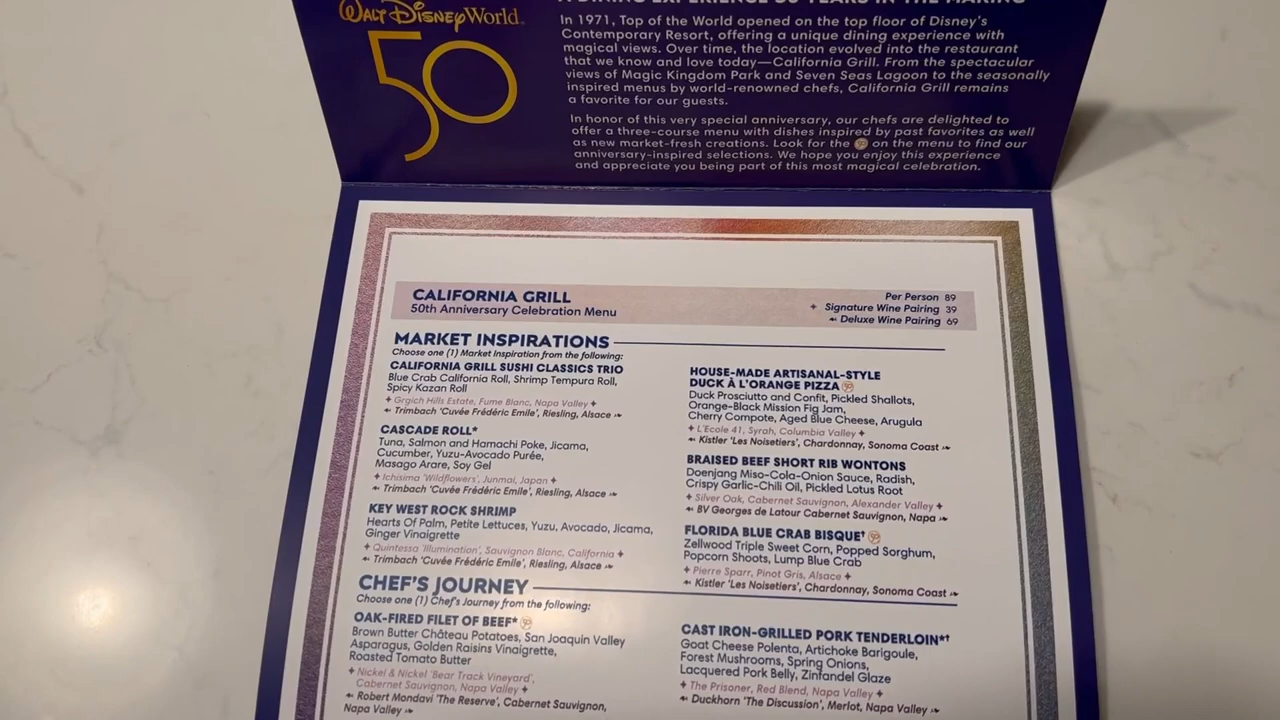 WALT DISNEY World
50
A DINING EXPERIENCE 50 YEARS IN THE MAKING
In 1971, Top of the World opened on the top floor of Disney's
Contemporary Resort, offering a unique dining experience with
magical views. Over time, the location evolved into the restaurant
that we know and love today—California Grill. From the spectacular
views of Magic Kingdom Park and Seven Seas Lagoon to the seasonally
inspired menus by world-renowned chefs, California Grill remains
a favorite for our guests.
In honor of this very special anniversary, our chefs are delighted to
offer a three-course menu with dishes inspired by past favorites as well
as new market-fresh creations. Look for the 50 on the menu to find our
anniversary-inspired selections. We hope you enjoy this experience
and appreciate you being part of this most magical celebration.
CALIFORNIA GRILL
50th Anniversary Celebration Menu
Per Person 89
Signature Wine Pairing 39
Deluxe Wine Pairing 69
MARKET INSPIRATIONS
Choose one (1) Market Inspiration from the following:
CALIFORNIA GRILL SUSHI CLASSICS TRIO
Blue Crab California Roll, Shrimp Tempura Roll,
Spicy Kazan Roll
Grgich Hills Estate, Fume Blanc, Napa Valley
Trimbach 'Cuvée Frédéric Emile', Riesling, Alsace
CASCADE ROLL*
Tuna, Salmon and Hamachi Poke, Jicama,
Cucumber, Yuzu-Avocado Purée,
Masago Arare, Soy Gel
Ichisima 'Wildflowers', Junmai, Japan
Trimbach 'Cuvée Frédéric Emile', Riesling, Alsace
KEY WEST ROCK SHRIMP
Hearts Of Palm, Petite Lettuces, Yuzu, Avocado, Jicama,
Ginger Vinaigrette
Quintessa 'Illumination', Sauvignon Blanc, California
Trimbach 'Cuvée Frédéric Emile', Riesling, Alsace
HOUSE-MADE ARTISANAL-STYLE
DUCK À L'ORANGE PIZZA 50
Duck Prosciutto and Confit, Pickled Shallots,
Orange-Black Mission Fig Jam,
Cherry Compote, Aged Blue Cheese, Arugula
L'Ecole 41, Syrah, Columbia Valley
Kistler 'Les Noisetiers', Chardonnay, Sonoma Coast
BRAISED BEEF SHORT RIB WONTONS
Doenjang Miso-Cola-Onion Sauce, Radish,
Crispy Garlic-Chili Oil, Pickled Lotus Root
Silver Oak, Cabernet Sauvignon, Alexander Valley
BV Georges de Latour Cabernet Sauvignon, Napa
FLORIDA BLUE CRAB BISQUE† 50
Zellwood Triple Sweet Corn, Popped Sorghum,
Popcorn Shoots, Lump Blue Crab
Pierre Sparr, Pinot Gris, Alsace
Kistler 'Les Noisetiers', Chardonnay, Sonoma Coast
CHEF'S JOURNEY
Choose one (1) Chef's Journey from the following:
OAK-FIRED FILET OF BEEF* 50
Brown Butter Château Potatoes, San Joaquin Valley
Asparagus, Golden Raisins Vinaigrette,
Roasted Tomato Butter
Nickel & Nickel 'Bear Track Vineyard',
Cabernet Sauvignon, Napa Valley
Robert Mondavi 'The Reserve', Cabernet Sauvignon,
Napa Valley
CAST IRON-GRILLED PORK TENDERLOIN*†
Goat Cheese Polenta, Artichoke Barigoule,
Forest Mushrooms, Spring Onions,
Lacquered Pork Belly, Zinfandel Glaze
The Prisoner, Red Blend, Napa Valley
Duckhorn 'The Discussion', Merlot, Napa Valley